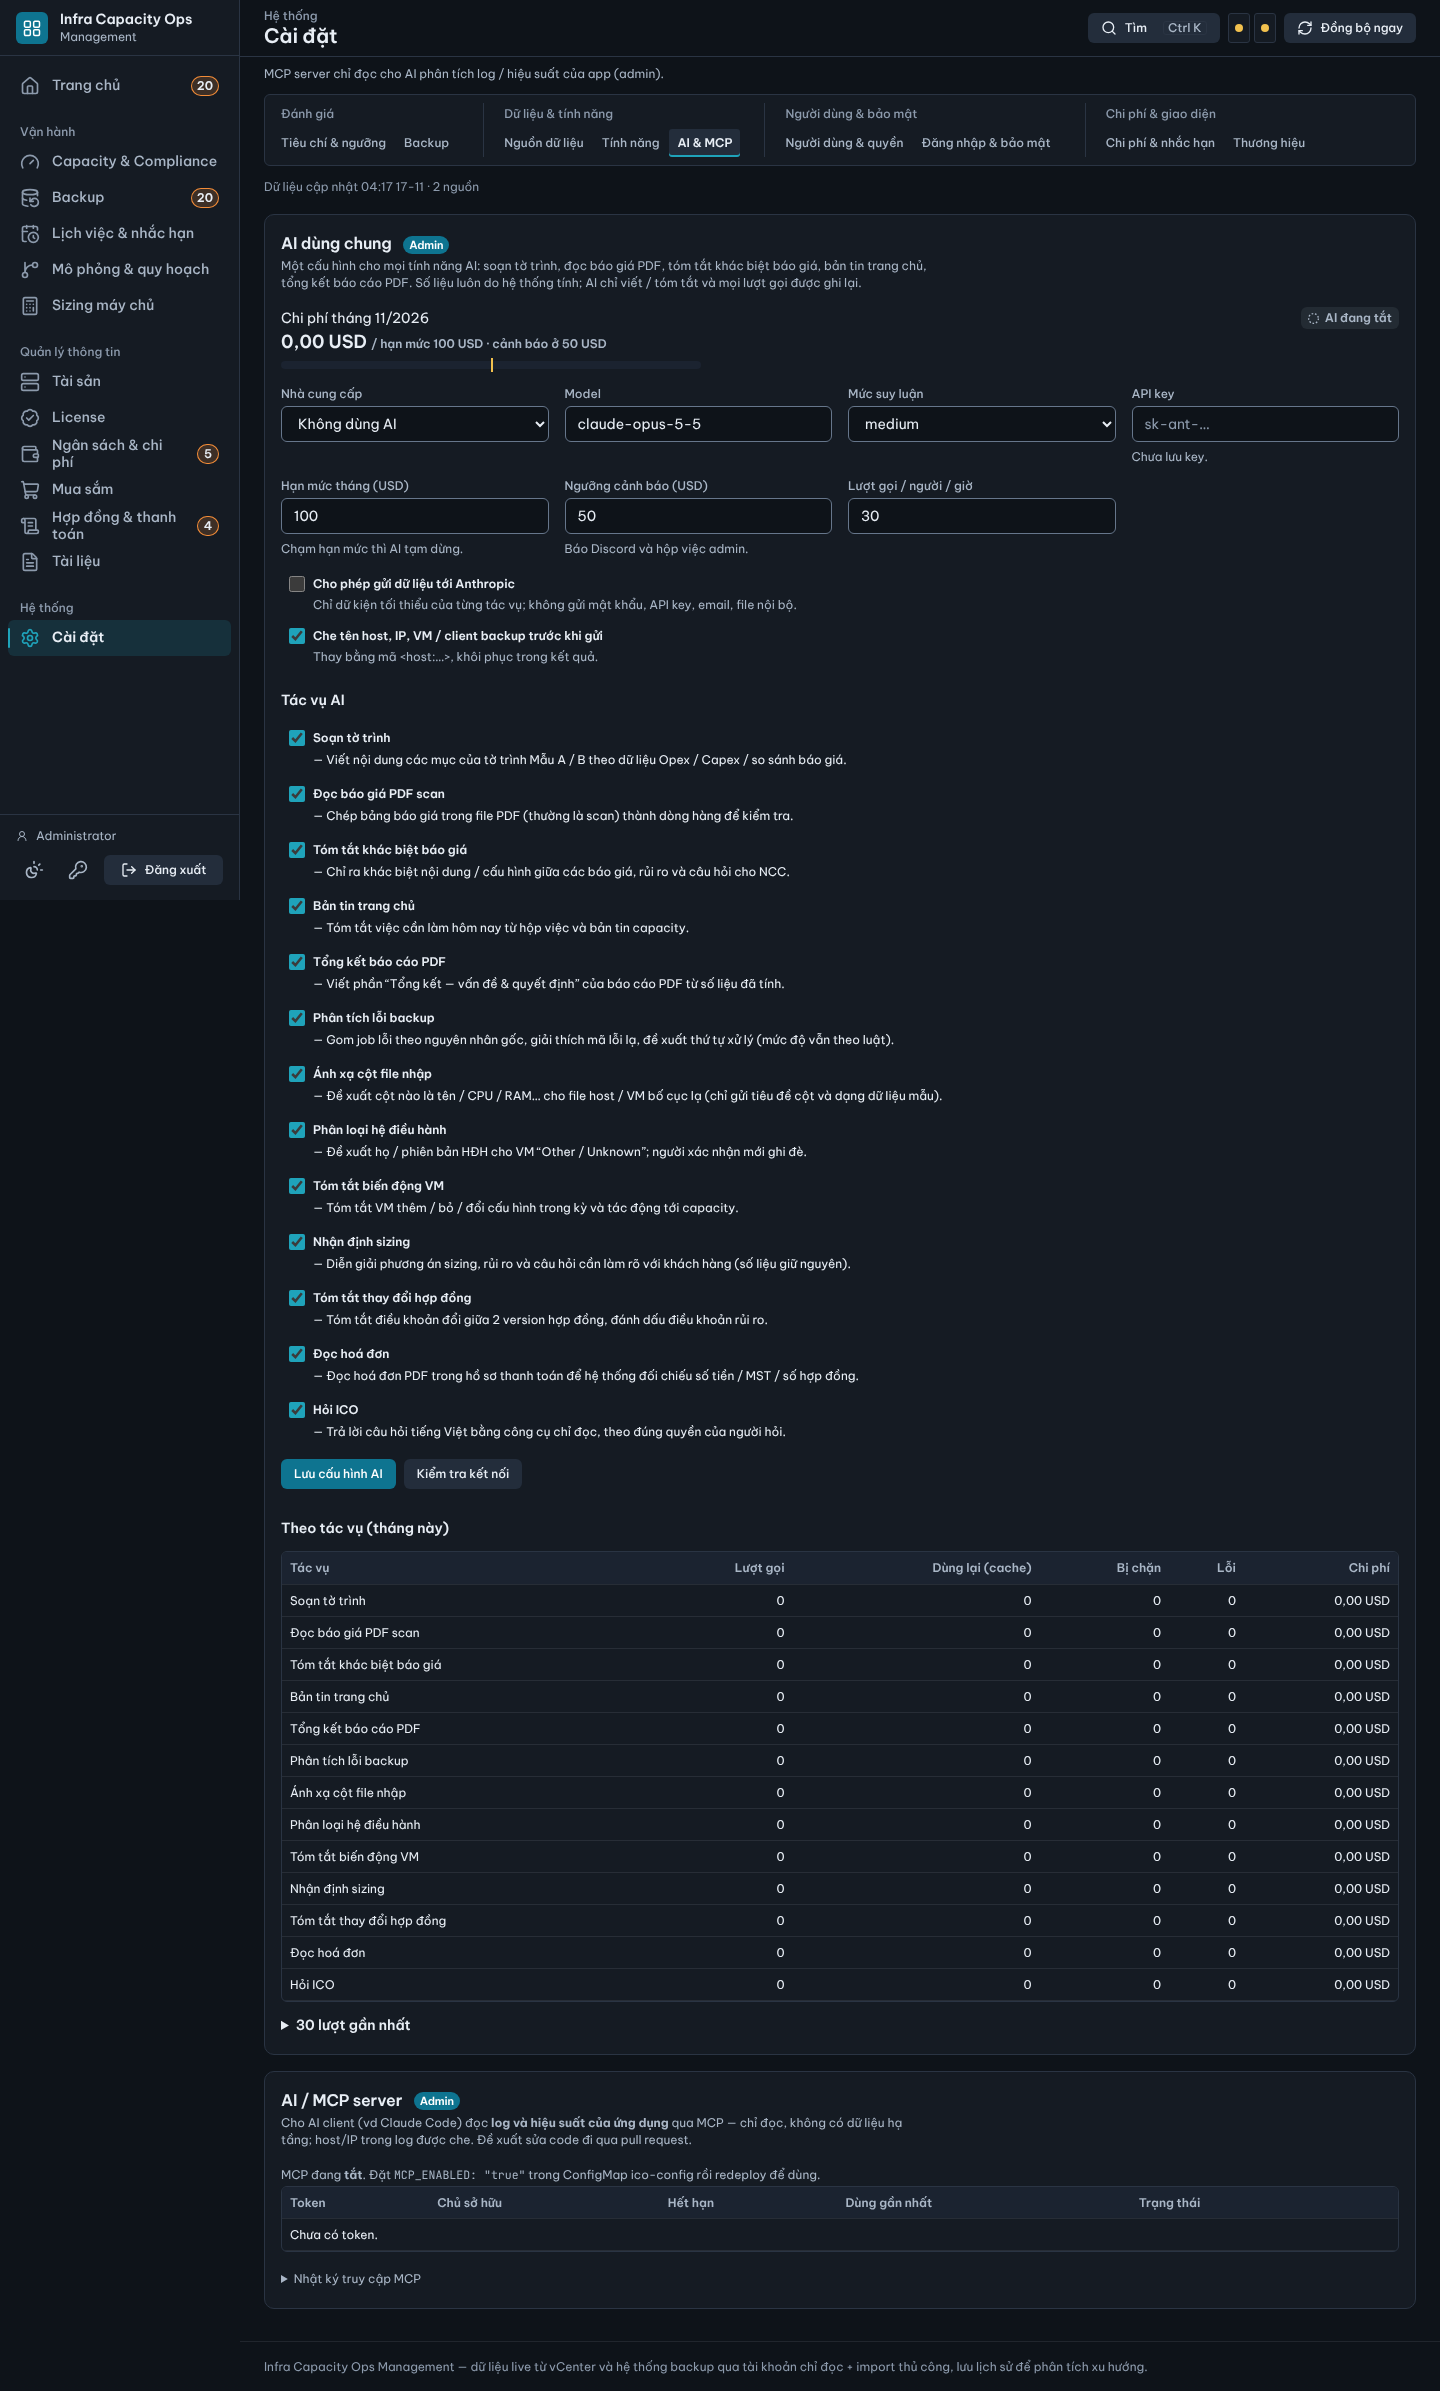 Infra Capacity Ops
Management
Trang chủ 20
Vận hành
Capacity & Compliance
Backup 20
Lịch việc & nhắc hạn
Mô phỏng & quy hoạch
Sizing máy chủ
Quản lý thông tin
Tài sản
License
Ngân sách & chi
phí 5
Mua sắm
Hợp đồng & thanh
toán 4
Tài liệu
Hệ thống
Cài đặt
Administrator
Đăng xuất
Hệ thống
Cài đặt
Tìm Ctrl K
Đồng bộ ngay
MCP server chỉ đọc cho AI phân tích log / hiệu suất của app (admin).
Đánh giá
Tiêu chí & ngưỡng Backup
Dữ liệu & tính năng
Nguồn dữ liệu Tính năng AI & MCP
Người dùng & bảo mật
Người dùng & quyền Đăng nhập & bảo mật
Chi phí & giao diện
Chi phí & nhắc hạn Thương hiệu
Dữ liệu cập nhật 04:17 17-11 · 2 nguồn
AI dùng chung Admin
Một cấu hình cho mọi tính năng AI: soạn tờ trình, đọc báo giá PDF, tóm tắt khác biệt báo giá, bản tin trang chủ,
tổng kết báo cáo PDF. Số liệu luôn do hệ thống tính; AI chỉ viết / tóm tắt và mọi lượt gọi được ghi lại.
Chi phí tháng 11/2026
AI đang tắt
0,00 USD / hạn mức 100 USD · cảnh báo ở 50 USD
Nhà cung cấp Model Mức suy luận API key
Không dùng AI claude-opus-5-5 medium sk-ant-...
Chưa lưu key.
Hạn mức tháng (USD) Ngưỡng cảnh báo (USD) Lượt gọi / người / giờ
100 50 30
Chạm hạn mức thì AI tạm dừng. Báo Discord và hộp việc admin.
Cho phép gửi dữ liệu tới Anthropic
Chỉ dữ kiện tối thiểu của từng tác vụ; không gửi mật khẩu, API key, email, file nội bộ.
Che tên host, IP, VM / client backup trước khi gửi
Thay bằng mã <host:...>, khôi phục trong kết quả.
Tác vụ AI
Soạn tờ trình
— Viết nội dung các mục của tờ trình Mẫu A / B theo dữ liệu Opex / Capex / so sánh báo giá.
Đọc báo giá PDF scan
— Chép bảng báo giá trong file PDF (thường là scan) thành dòng hàng để kiểm tra.
Tóm tắt khác biệt báo giá
— Chỉ ra khác biệt nội dung / cấu hình giữa các báo giá, rủi ro và câu hỏi cho NCC.
Bản tin trang chủ
— Tóm tắt việc cần làm hôm nay từ hộp việc và bản tin capacity.
Tổng kết báo cáo PDF
— Viết phần “Tổng kết — vấn đề & quyết định” của báo cáo PDF từ số liệu đã tính.
Phân tích lỗi backup
— Gom job lỗi theo nguyên nhân gốc, giải thích mã lỗi lạ, đề xuất thứ tự xử lý (mức độ vẫn theo luật).
Ánh xạ cột file nhập
— Đề xuất cột nào là tên / CPU / RAM... cho file host / VM bố cục lạ (chỉ gửi tiêu đề cột và dạng dữ liệu mẫu).
Phân loại hệ điều hành
— Đề xuất họ / phiên bản HĐH cho VM “Other / Unknown”; người xác nhận mới ghi đè.
Tóm tắt biến động VM
— Tóm tắt VM thêm / bỏ / đổi cấu hình trong kỳ và tác động tới capacity.
Nhận định sizing
— Diễn giải phương án sizing, rủi ro và câu hỏi cần làm rõ với khách hàng (số liệu giữ nguyên).
Tóm tắt thay đổi hợp đồng
— Tóm tắt điều khoản đổi giữa 2 version hợp đồng, đánh dấu điều khoản rủi ro.
Đọc hoá đơn
— Đọc hoá đơn PDF trong hồ sơ thanh toán để hệ thống đối chiếu số tiền / MST / số hợp đồng.
Hỏi ICO
— Trả lời câu hỏi tiếng Việt bằng công cụ chỉ đọc, theo đúng quyền của người hỏi.
Lưu cấu hình AI Kiểm tra kết nối
Theo tác vụ (tháng này)
Tác vụ Lượt gọi Dùng lại (cache) Bị chặn Lỗi Chi phí
Soạn tờ trình 0 0 0 0 0,00 USD
Đọc báo giá PDF scan 0 0 0 0 0,00 USD
Tóm tắt khác biệt báo giá 0 0 0 0 0,00 USD
Bản tin trang chủ 0 0 0 0 0,00 USD
Tổng kết báo cáo PDF 0 0 0 0 0,00 USD
Phân tích lỗi backup 0 0 0 0 0,00 USD
Ánh xạ cột file nhập 0 0 0 0 0,00 USD
Phân loại hệ điều hành 0 0 0 0 0,00 USD
Tóm tắt biến động VM 0 0 0 0 0,00 USD
Nhận định sizing 0 0 0 0 0,00 USD
Tóm tắt thay đổi hợp đồng 0 0 0 0 0,00 USD
Đọc hoá đơn 0 0 0 0 0,00 USD
Hỏi ICO 0 0 0 0 0,00 USD
30 lượt gần nhất
AI / MCP server Admin
Cho AI client (vd Claude Code) đọc log và hiệu suất của ứng dụng qua MCP — chỉ đọc, không có dữ liệu hạ
tầng; host/IP trong log được che. Đề xuất sửa code đi qua pull request.
MCP đang tắt. Đặt MCP_ENABLED: "true" trong ConfigMap ico-config rồi redeploy để dùng.
Token Chủ sở hữu Hết hạn Dùng gần nhất Trạng thái
Chưa có token.
Nhật ký truy cập MCP
Infra Capacity Ops Management — dữ liệu live từ vCenter và hệ thống backup qua tài khoản chỉ đọc + import thủ công, lưu lịch sử để phân tích xu hướng.